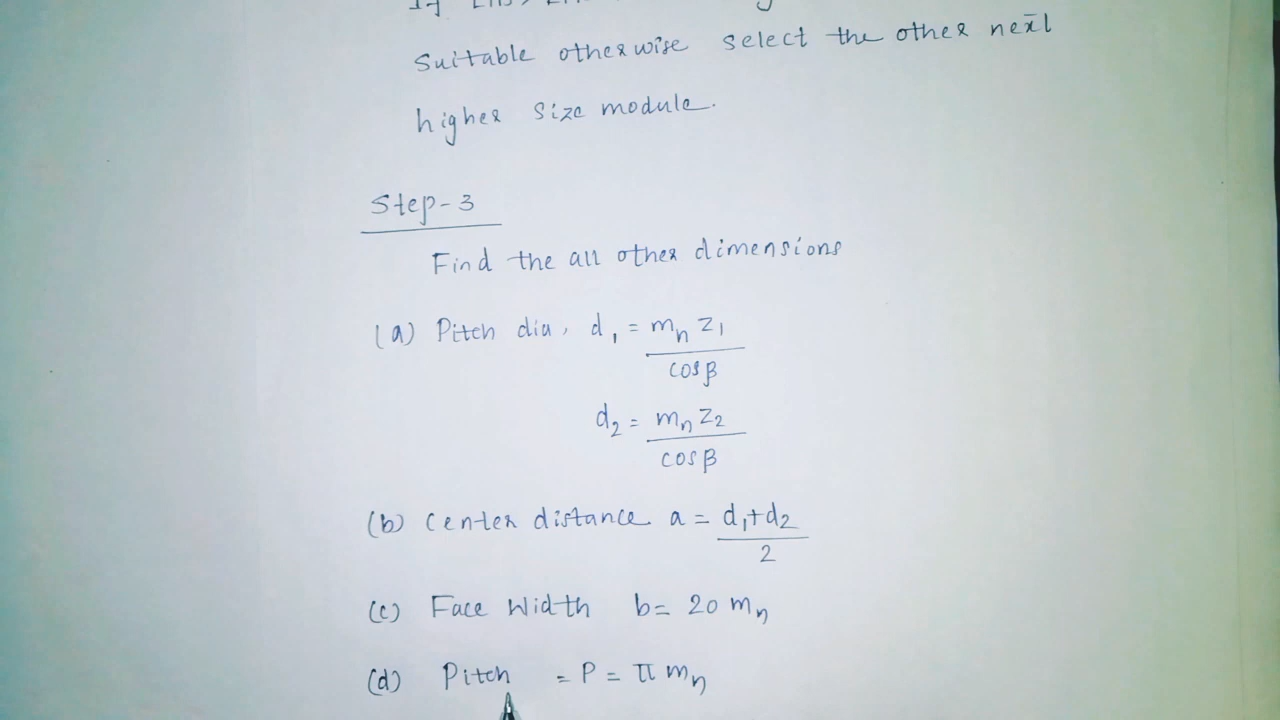 If
Suitable otherwise select the other next
higher size module.
Step-3
Find the all other dimensions
(a) Pitch dia, d₁ = mₙ z₁
cosβ
d₂ = mₙ z₂
cosβ
(b) Center distance a = d₁+d₂
2
(c) Face Width b= 20 mₙ
(d) Pitch = P = π mₙ